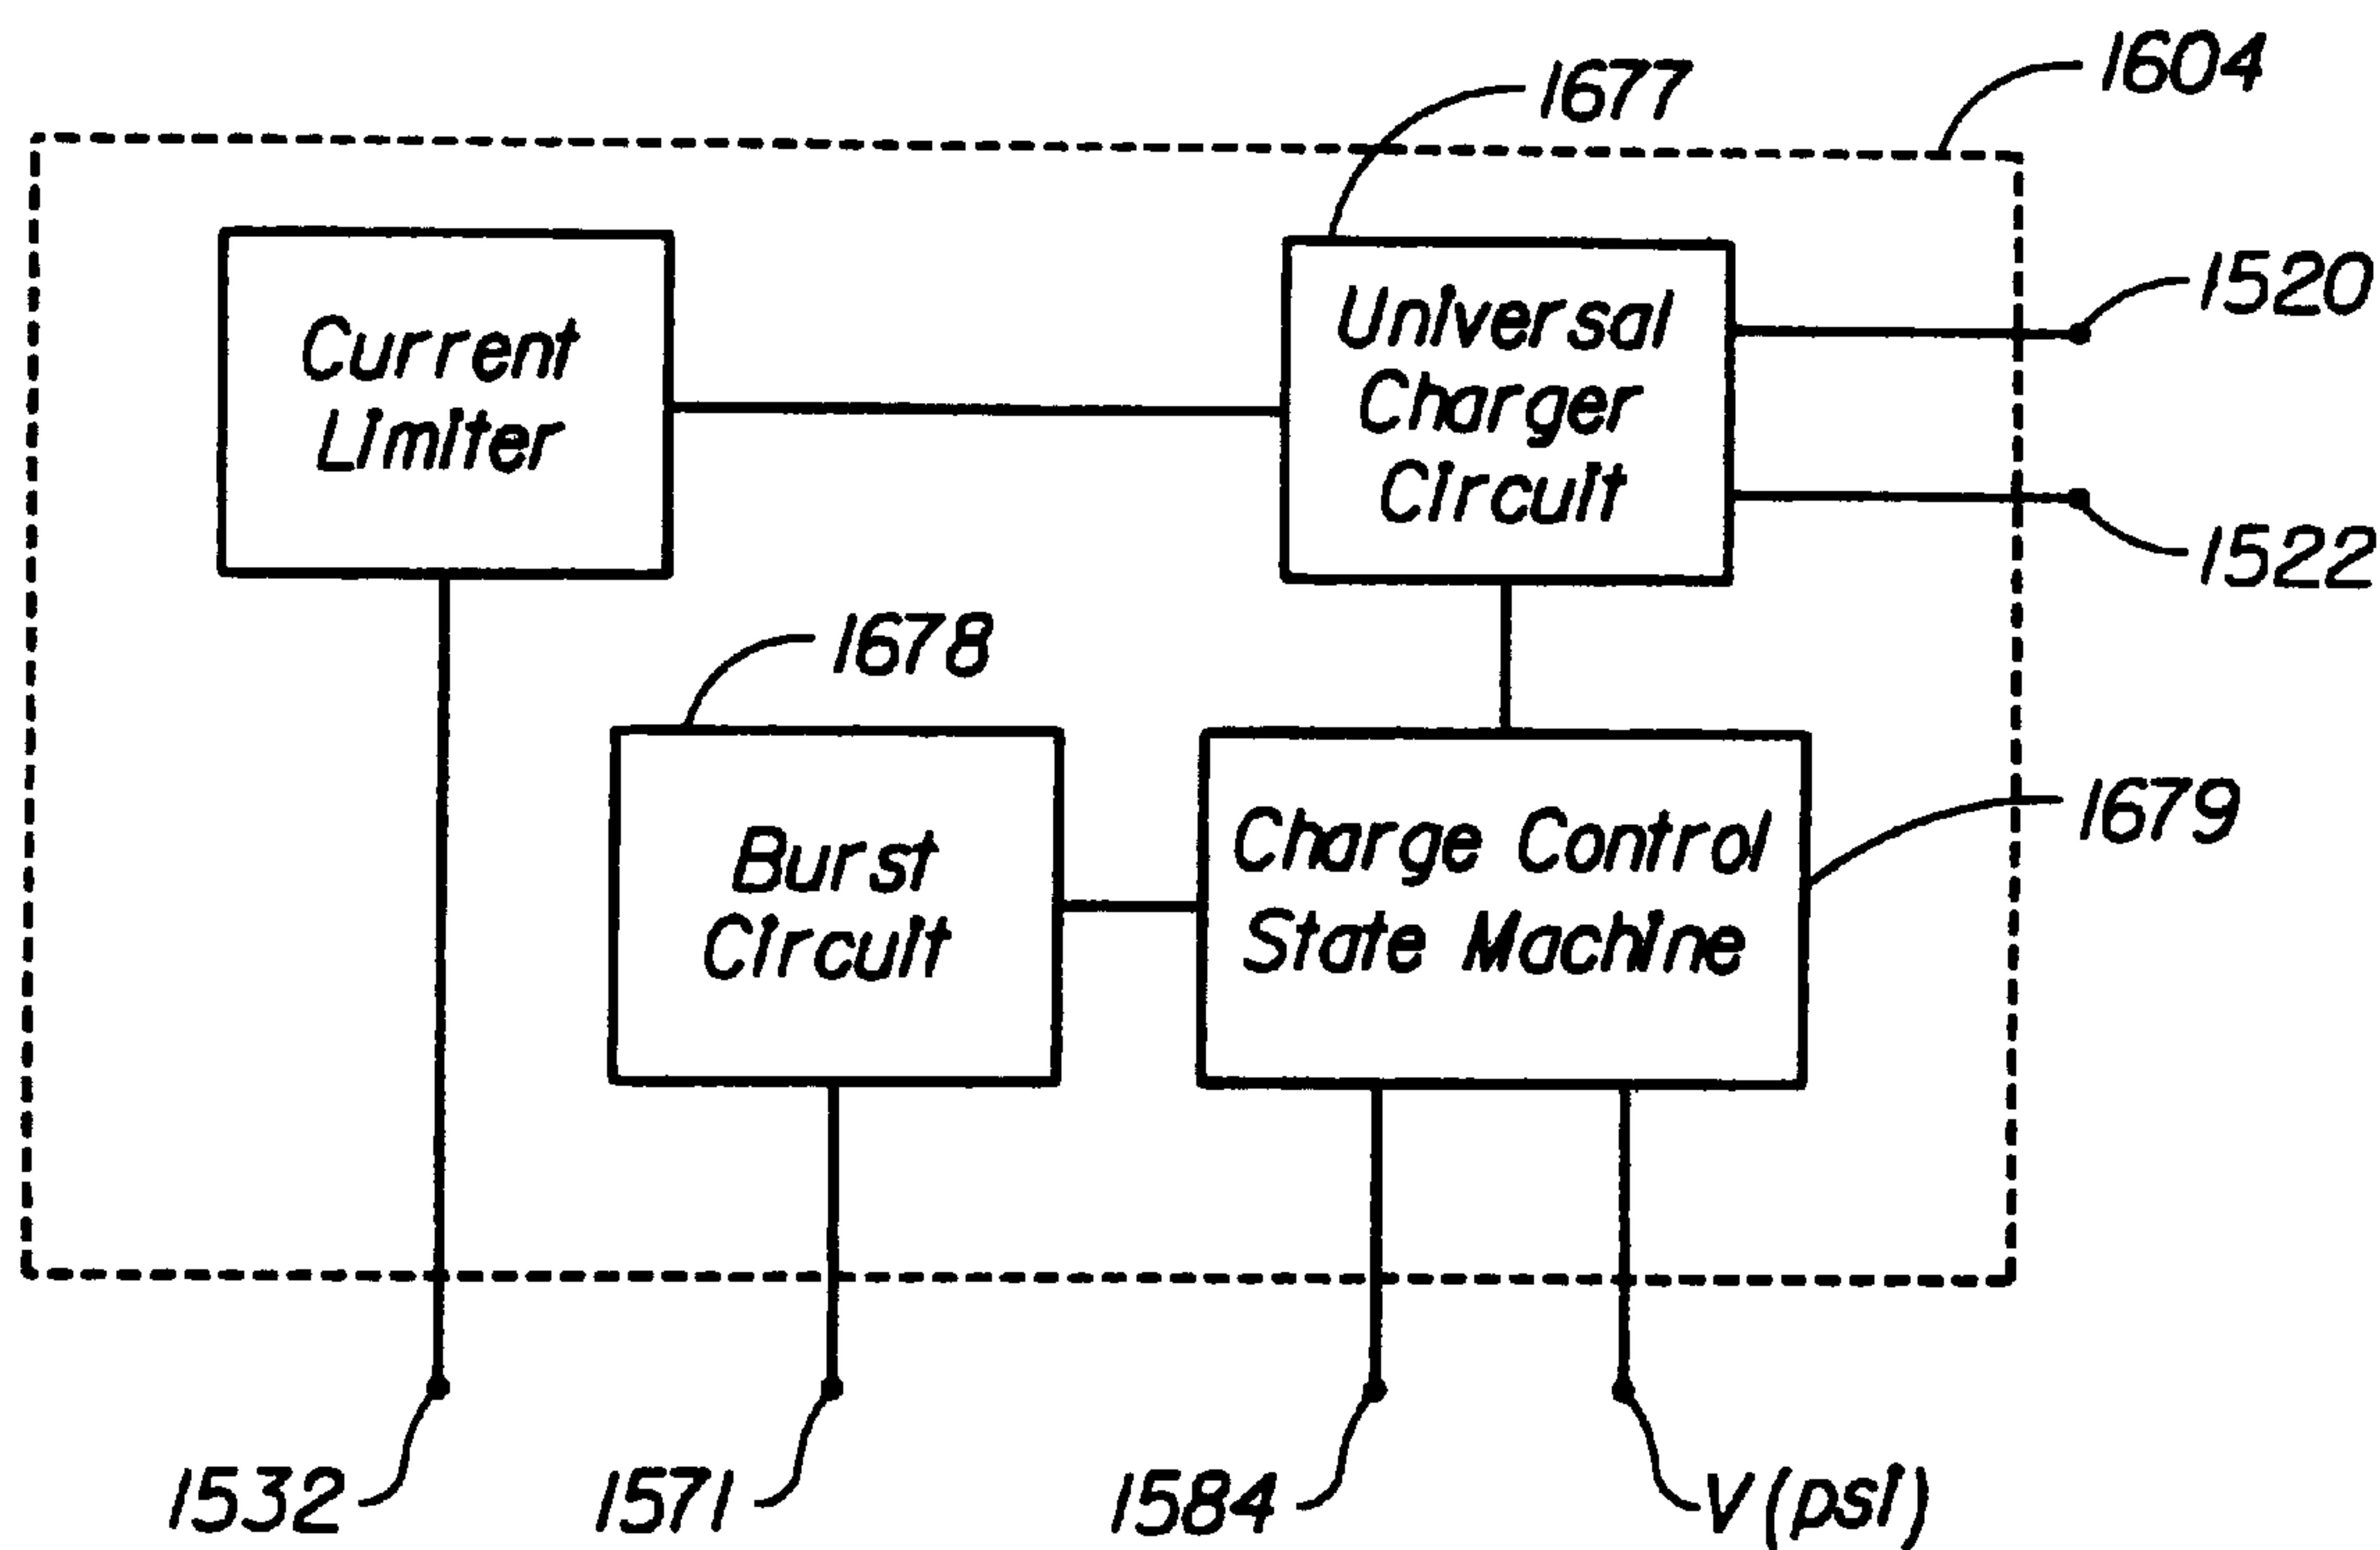 1604
1677
1520
Current
Limiter
Universal
Charger
Circuit
1522
1678
1679
Burst
Circuit
Charge Control
State Machine
1532
1571
1584
V(psi)